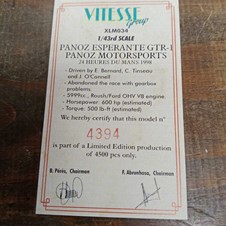 VITESSE
Group
XLM034
1/43rd SCALE
PANOZ ESPERANTE GTR-1
PANOZ MOTORSPORTS
24 HEURES DU MANS 1998
- Driven by E. Bernard, C. Tinseau
and J. O'Connell
- Abandoned the race with gearbox
problems.
- 5999cc, Roush/Ford OHV V8 engine.
- Horsepower: 600 hp (estimated)
- Torque: 500 lb-ft (estimated)
We hereby certify that this model nº
4394
is part of a Limited Edition production
of 4500 pcs only.
Chairman
Chairman